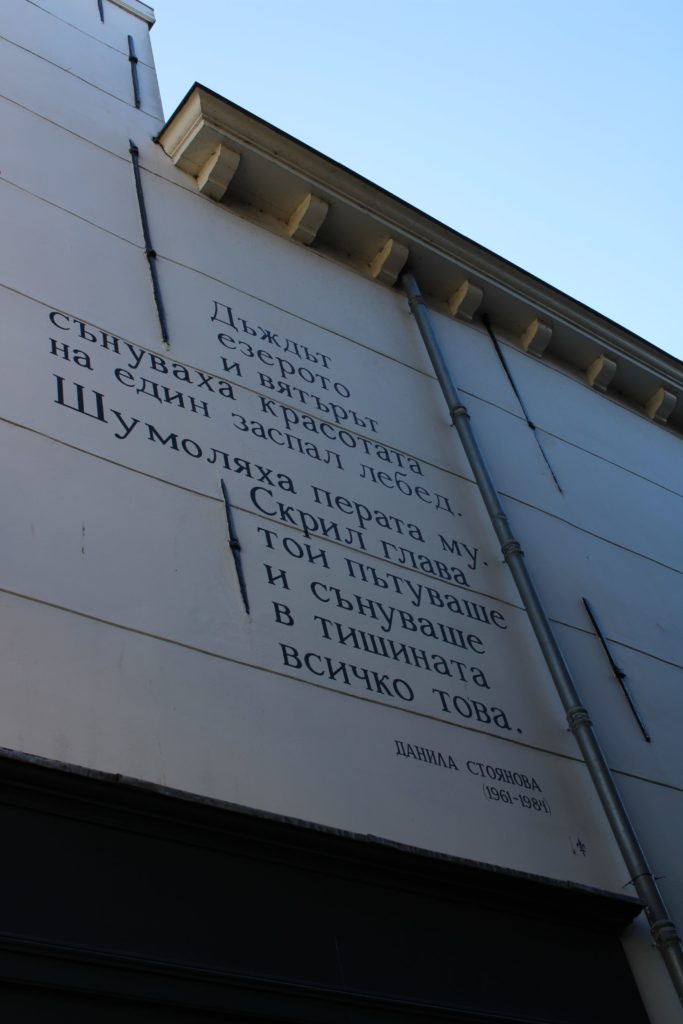 Дъждът
езерото
и вятърът
сънуваха красотата
на един заспал лебед.
Шумоляха перата му.
Скрил глава
той пътуваше
и сънуваше
в тишината
всичко това.
ДАНИЛА СТОЯНОВА
(1961-1984)